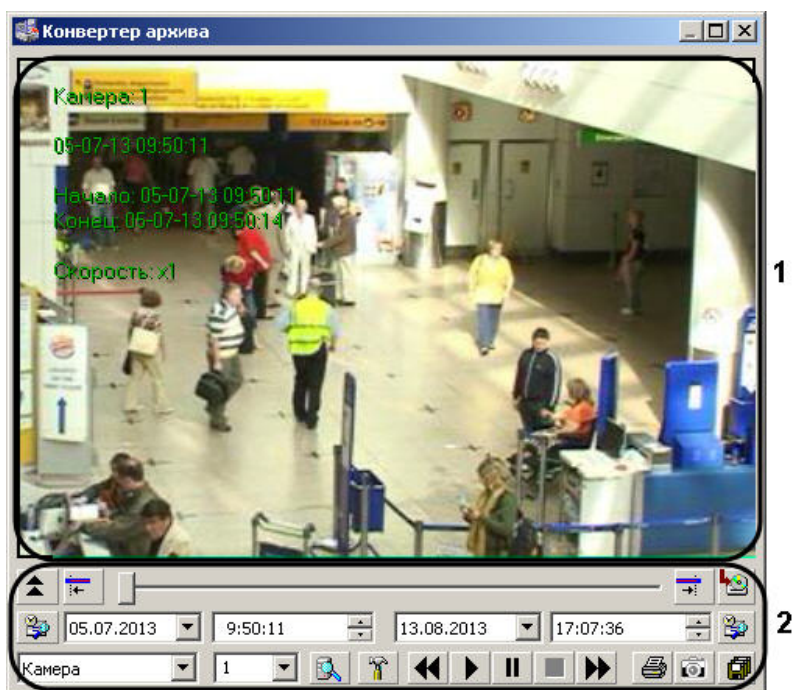 Конвертер архива
Камера: 1
05-07-13 09:50:11
Начало: 05-07-13 09:50:11
Конец: 05-07-13 09:50:14
Скорость: x1
1
05.07.2013 9:50:11 13.08.2013 17:07:36
2
Камера 1